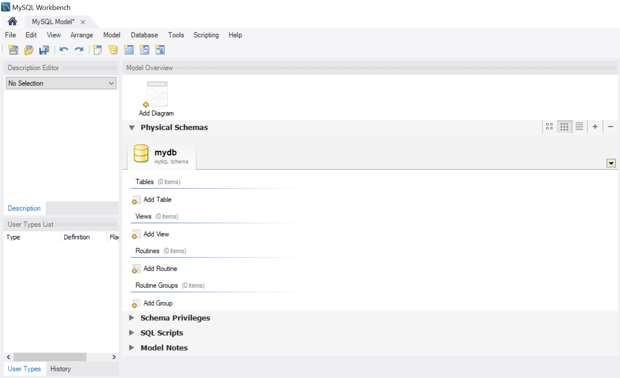 MySQL Workbench
MySQL Model* ×
File Edit View Arrange Model Database Tools Scripting Help
Description Editor
No Selection
Description
User Types List
Type Definition Flag
User Types History
Model Overview
Add Diagram
Physical Schemas
mydb
MySQL Schema
Tables (0 items)
Add Table
Views (0 items)
Add View
Routines (0 items)
Add Routine
Routine Groups (0 items)
Add Group
Schema Privileges
SQL Scripts
Model Notes